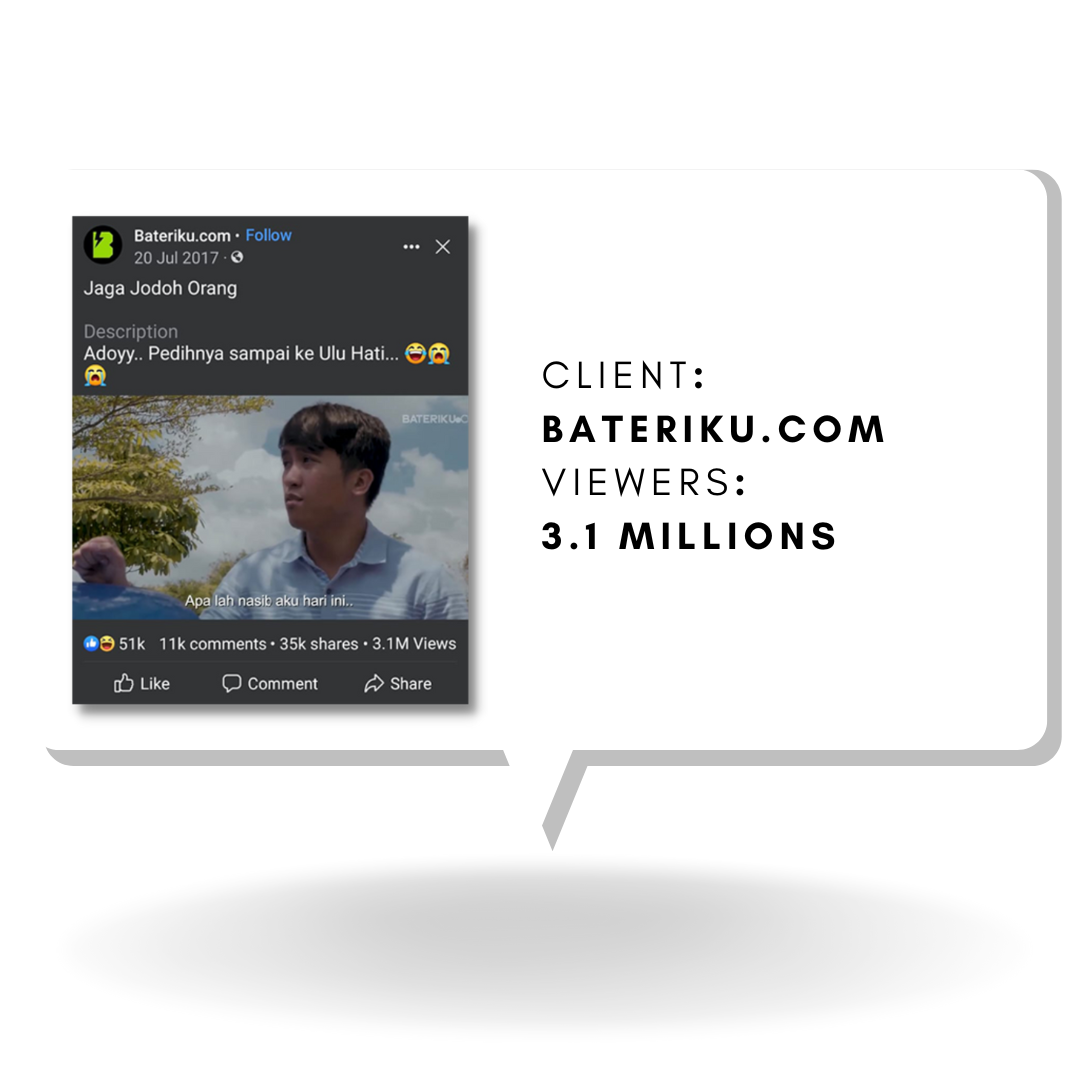 Bateriku.com • Follow
20 Jul 2017 ·
Jaga Jodoh Orang
Description
Adoyy.. Pedihnya sampai ke Ulu Hati... 😂😭
😭
BATERIKU
Apa lah nasib aku hari ini..
51k 11k comments • 35k shares • 3.1M Views
Like Comment Share
CLIENT:
BATERIKU.COM
VIEWERS:
3.1 MILLIONS